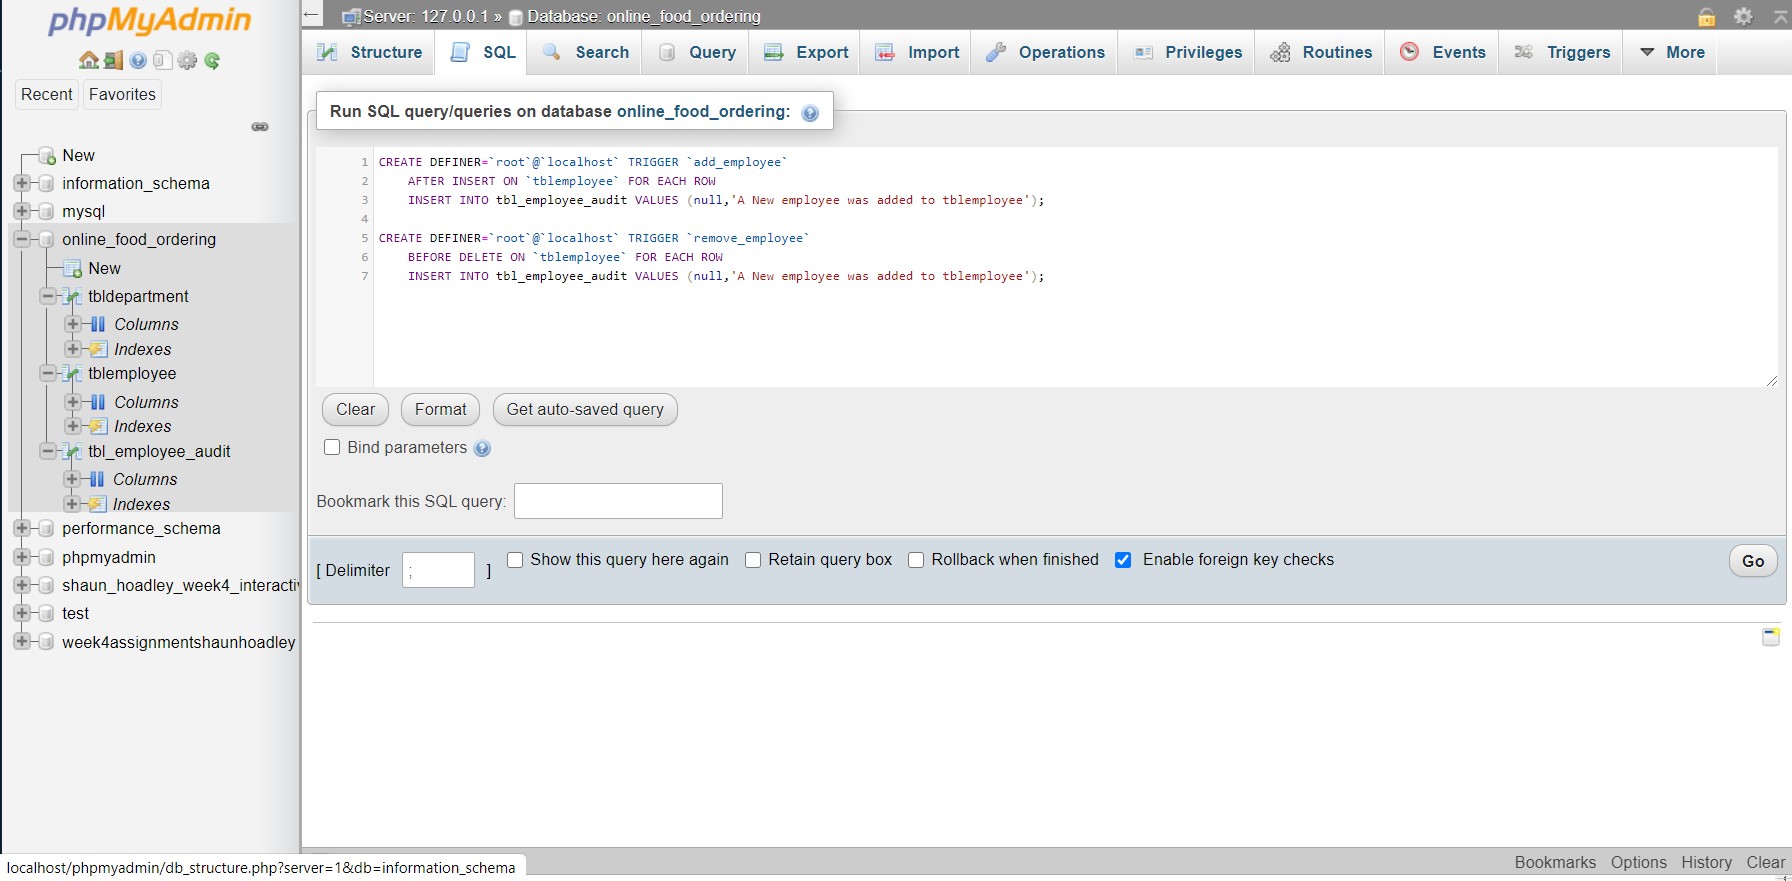 phpMyAdmin
Recent
Favorites
New
information_schema
mysql
online_food_ordering
New
tbldepartment
Columns
Indexes
tblemployee
Columns
Indexes
tbl_employee_audit
Columns
Indexes
performance_schema
phpmyadmin
shaun_hoadley_week4_interacti
test
week4assignmentshaunhoadley
localhost/phpmyadmin/db_structure.php?server=1&db=information_schema
Server: 127.0.0.1 » Database: online_food_ordering
Structure SQL Search Query Export Import Operations Privileges Routines Events Triggers More
Run SQL query/queries on database online_food_ordering:
1 CREATE DEFINER=`root`@`localhost` TRIGGER `add_employee`
2 AFTER INSERT ON `tblemployee` FOR EACH ROW
3 INSERT INTO tbl_employee_audit VALUES (null,'A New employee was added to tblemployee');
4
5 CREATE DEFINER=`root`@`localhost` TRIGGER `remove_employee`
6 BEFORE DELETE ON `tblemployee` FOR EACH ROW
7 INSERT INTO tbl_employee_audit VALUES (null,'A New employee was added to tblemployee');
Clear Format Get auto-saved query
Bind parameters
Bookmark this SQL query:
[ Delimiter ; ] Show this query here again Retain query box Rollback when finished Enable foreign key checks Go
Bookmarks Options History Clear